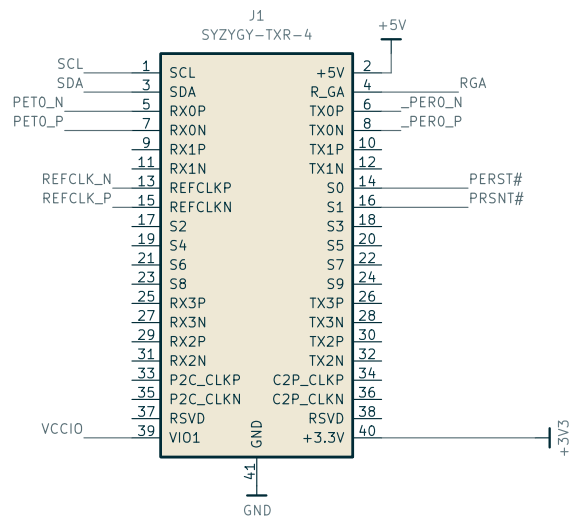 J1
SYZYGY-TXR-4
+5V
SCL 1 SCL +5V 2
SDA 3 SDA R_GA 4 RGA
PET0_N 5 RX0P TX0P 6 _PER0_N
PET0_P 7 RX0N TX0N 8 _PER0_P
9 RX1P TX1P 10
11 RX1N TX1N 12
REFCLK_N 13 REFCLKP S0 14 PERST#
REFCLK_P 15 REFCLKN S1 16 PRSNT#
17 S2 S3 18
19 S4 S5 20
21 S6 S7 22
23 S8 S9 24
25 RX3P TX3P 26
27 RX3N TX3N 28
29 RX2P TX2P 30
31 RX2N TX2N 32
33 P2C_CLKP C2P_CLKP 34
35 P2C_CLKN C2P_CLKN 36
37 RSVD RSVD 38
VCCIO 39 VIO1 GND +3.3V 40 +3V3
41
GND